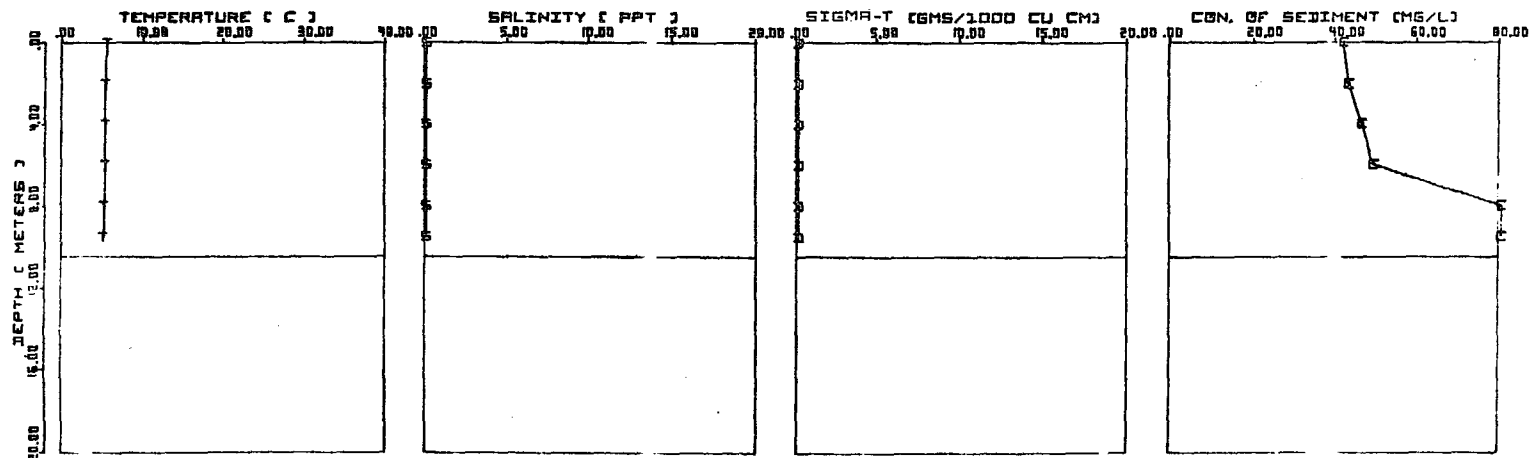 TEMPERATURE [ C ]
SALINITY [ PPT ]
SIGMA-T [GMS/1000 CU CM]
CON. OF SEDIMENT [MG/L]
.00 10.00 20.00 30.00 40.00
.00 5.00 10.00 15.00 20.00
.00 5.00 10.00 15.00 20.00
.00 20.00 40.00 60.00 80.00
DEPTH [ METERS ]
.00
4.00
8.00
12.00
16.00
20.00